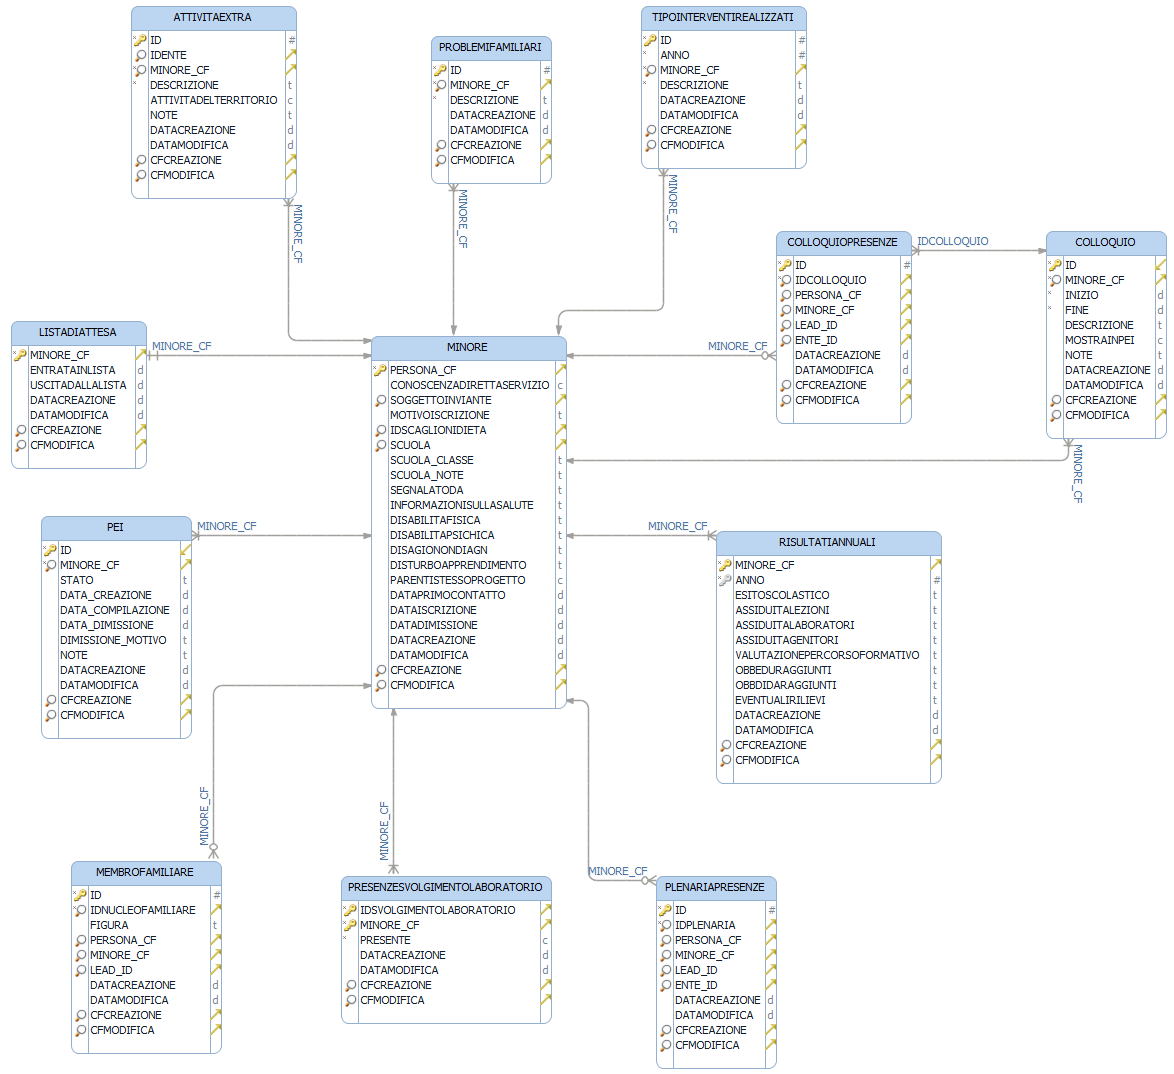 ATTIVITAEXTRA
ID #
IDENTE
MINORE_CF
DESCRIZIONE t
ATTIVITADELTERRITORIO c
NOTE t
DATACREAZIONE d
DATAMODIFICA d
CFCREAZIONE
CFMODIFICA
MINORE_CF
PROBLEMIFAMILIARI
ID #
MINORE_CF
DESCRIZIONE t
DATACREAZIONE d
DATAMODIFICA d
CFCREAZIONE
CFMODIFICA
MINORE_CF
TIPOINTERVENTIREALIZZATI
ID #
ANNO #
MINORE_CF
DESCRIZIONE t
DATACREAZIONE d
DATAMODIFICA d
CFCREAZIONE
CFMODIFICA
MINORE_CF
COLLOQUIOPRESENZE
ID #
IDCOLLOQUIO
PERSONA_CF
MINORE_CF
LEAD_ID
ENTE_ID
DATACREAZIONE d
DATAMODIFICA d
CFCREAZIONE
CFMODIFICA
IDCOLLOQUIO
MINORE_CF
COLLOQUIO
ID
MINORE_CF
INIZIO d
FINE d
DESCRIZIONE t
MOSTRAINPEI c
NOTE t
DATACREAZIONE d
DATAMODIFICA d
CFCREAZIONE
CFMODIFICA
MINORE_CF
LISTADIATTESA
MINORE_CF
ENTRATAINLISTA d
USCITADALLALISTA d
DATACREAZIONE d
DATAMODIFICA d
CFCREAZIONE
CFMODIFICA
MINORE_CF
MINORE
PERSONA_CF
CONOSCENZADIRETTASERVIZIO c
SOGGETTOINVIANTE
MOTIVOISCRIZIONE t
IDSCAGLIONIDIETA
SCUOLA
SCUOLA_CLASSE t
SCUOLA_NOTE t
SEGNALATODA t
INFORMAZIONISULLASALUTE t
DISABILITAFISICA t
DISABILITAPSICHICA t
DISAGIONONDIAGN t
DISTURBOAPPRENDIMENTO t
PARENTISTESSOPROGETTO c
DATAPRIMOCONTATTO d
DATAISCRIZIONE d
DATADIMISSIONE d
DATACREAZIONE d
DATAMODIFICA d
CFCREAZIONE
CFMODIFICA
PEI
ID
MINORE_CF
STATO t
DATA_CREAZIONE d
DATA_COMPILAZIONE d
DATA_DIMISSIONE d
DIMISSIONE_MOTIVO t
NOTE t
DATACREAZIONE d
DATAMODIFICA d
CFCREAZIONE
CFMODIFICA
MINORE_CF
MINORE_CF
RISULTATIANNUALI
MINORE_CF
ANNO #
ESITOSCOLASTICO t
ASSIDUITALEZIONI t
ASSIDUITALABORATORI t
ASSIDUITAGENITORI t
VALUTAZIONEPERCORSOFORMATIVO t
OBBEDURAGGIUNTI t
OBBDIDARAGGIUNTI t
EVENTUALIRILIEVI t
DATACREAZIONE d
DATAMODIFICA d
CFCREAZIONE
CFMODIFICA
MINORE_CF
MEMBROFAMILIARE
ID #
IDNUCLEOFAMILIARE
FIGURA t
PERSONA_CF
MINORE_CF
LEAD_ID
DATACREAZIONE d
DATAMODIFICA d
CFCREAZIONE
CFMODIFICA
MINORE_CF
PRESENZESVOLGIMENTOLABORATORIO
IDSVOLGIMENTOLABORATORIO
MINORE_CF
PRESENTE c
DATACREAZIONE d
DATAMODIFICA d
CFCREAZIONE
CFMODIFICA
MINORE_CF
PLENARIAPRESENZE
ID #
IDPLENARIA
PERSONA_CF
MINORE_CF
LEAD_ID
ENTE_ID
DATACREAZIONE d
DATAMODIFICA d
CFCREAZIONE
CFMODIFICA